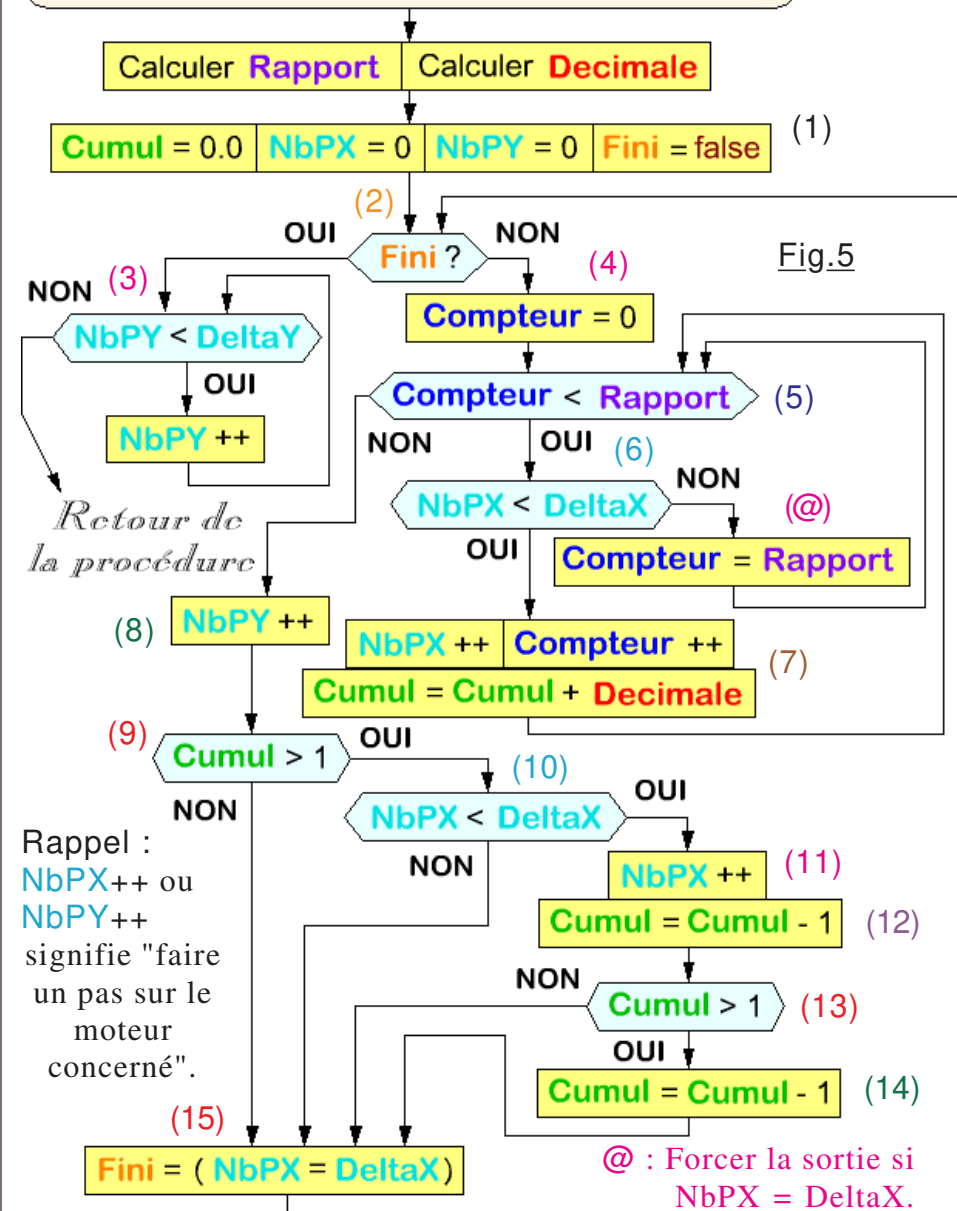 Calculer Rapport Calculer Decimale
Cumul = 0.0 NbPX = 0 NbPY = 0 Fini = false (1)
(2)
OUI NON
Fini ?
Fig.5
(3) (4)
NON
Compteur = 0
NbPY < DeltaY
OUI
Compteur < Rapport (5)
NbPY ++
NON OUI (6)
NON
NbPX < DeltaX
(@)
Retour de
la procédure
OUI
Compteur = Rapport
(8) NbPY ++
NbPX ++ Compteur ++
(7)
Cumul = Cumul + Decimale
(9) OUI
Cumul > 1
(10)
NON
OUI
NbPX < DeltaX
NON
Rappel :
NbPX++ ou
NbPY++
signifie "faire
un pas sur le
moteur
concerné".
NbPX ++ (11)
Cumul = Cumul - 1 (12)
NON
Cumul > 1 (13)
OUI
Cumul = Cumul - 1 (14)
(15)
Fini = ( NbPX = DeltaX)
@ : Forcer la sortie si
NbPX = DeltaX.